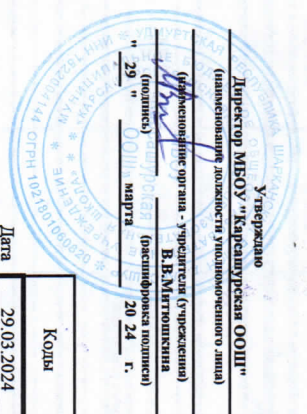 Утверждаю
Директор МБОУ "Карсашурская ООШ"
(наименование должности уполномоченного лица)
(наименование органа - учредителя (учреждения)
В.В.Митюшкина
(подпись) (расшифровка подписи)
" 29 " марта 20 24 г.
Коды
Дата 29.03.2024